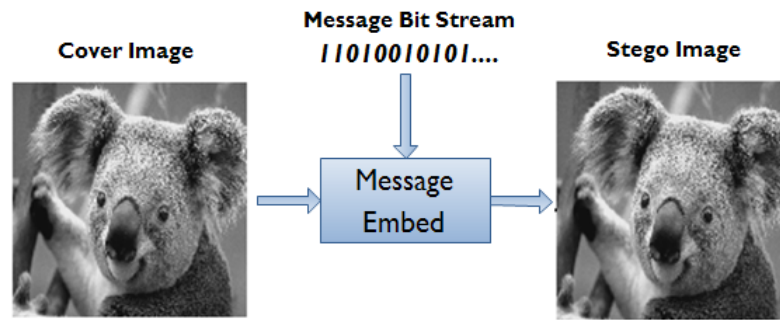 Message Bit Stream
Cover Image
11010010101....
Stego Image
Message
Embed